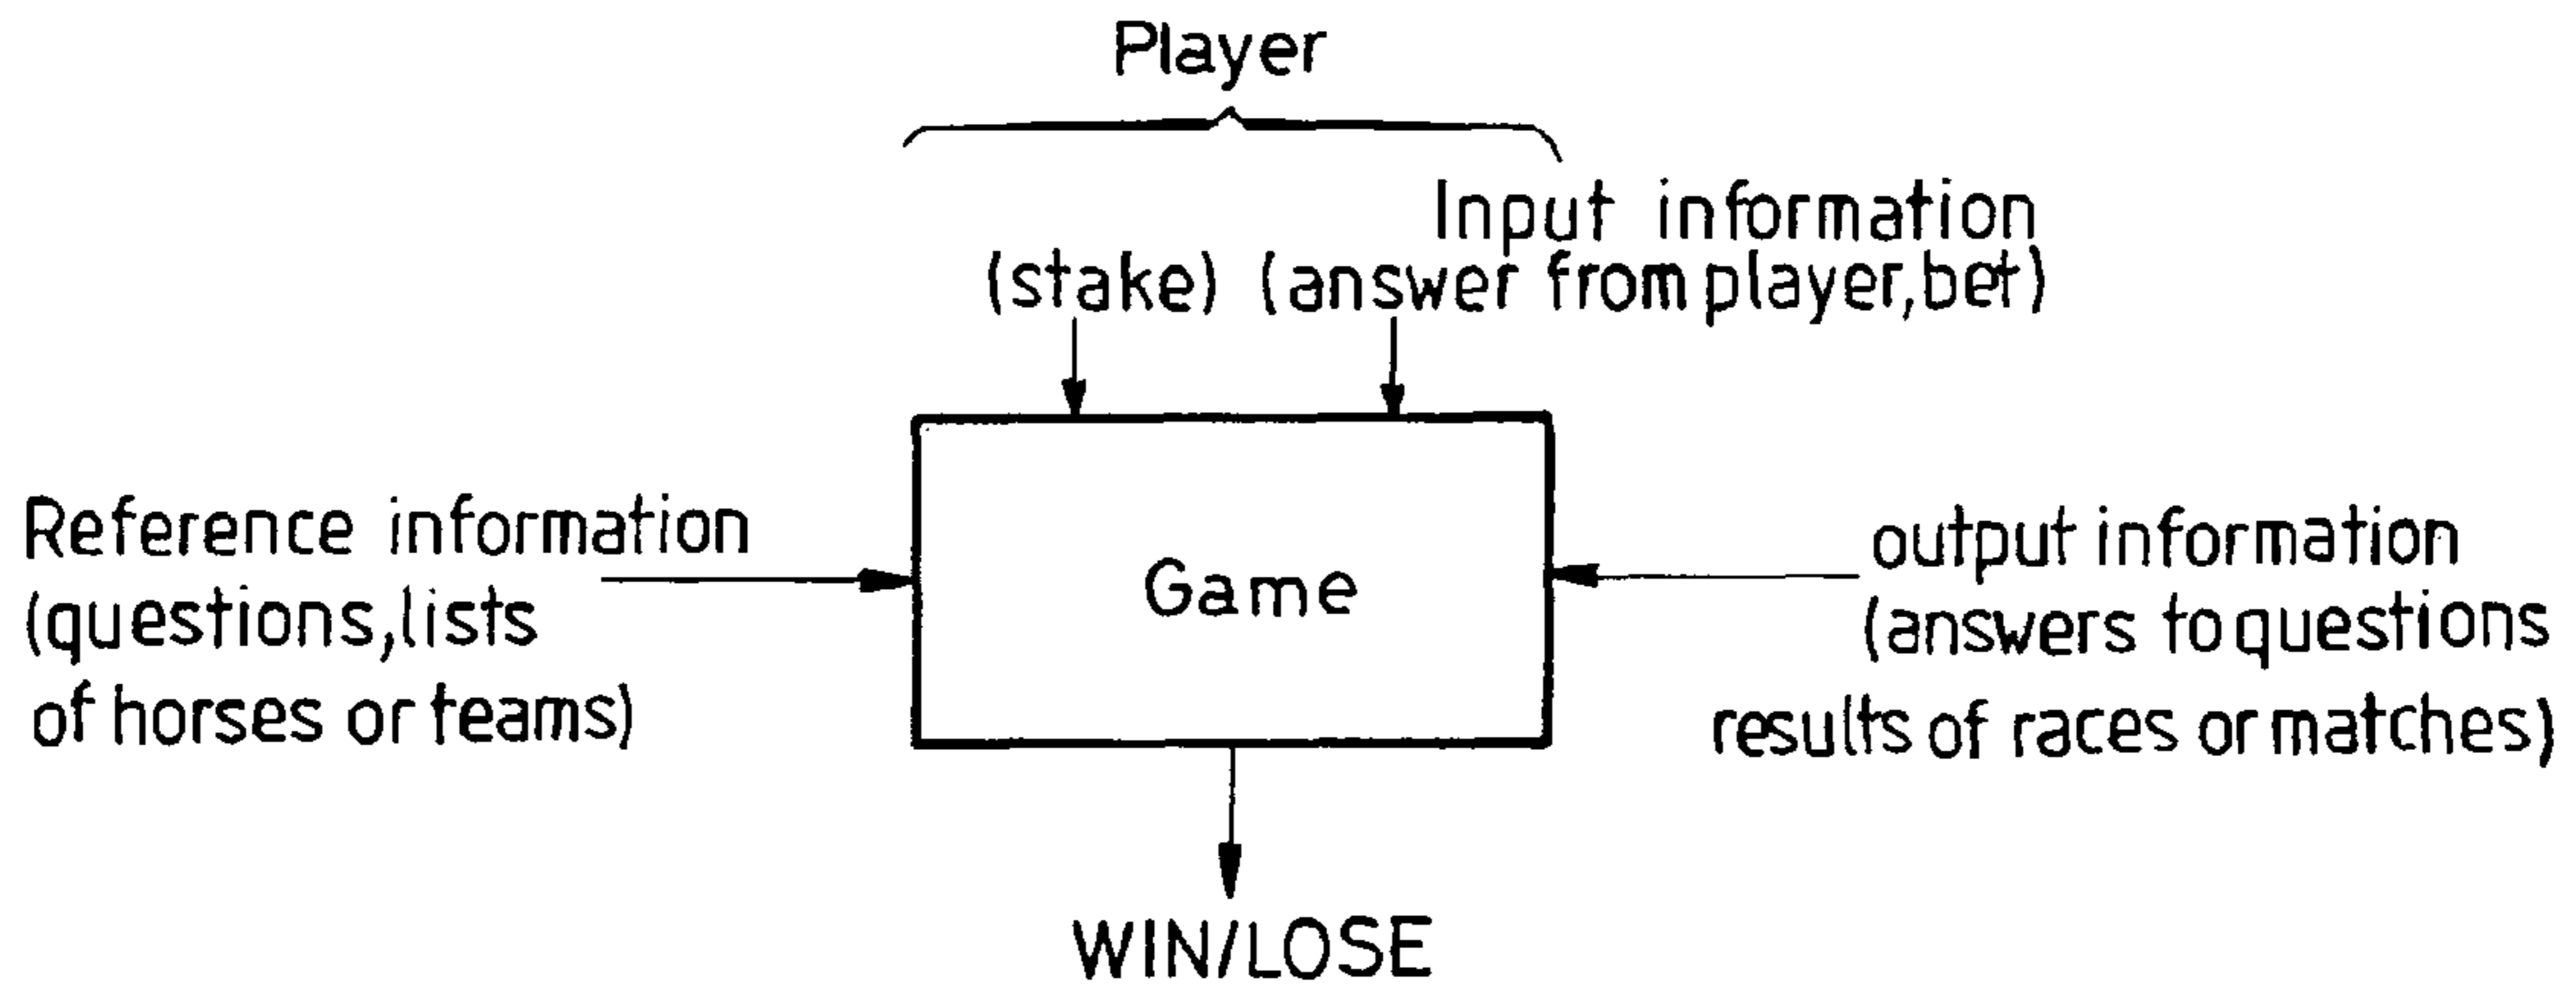 Player
Input information
(stake) (answer from player, bet)
Reference information
(questions, lists
of horses or teams)
Game
output information
(answers to questions
results of races or matches)
WIN/LOSE